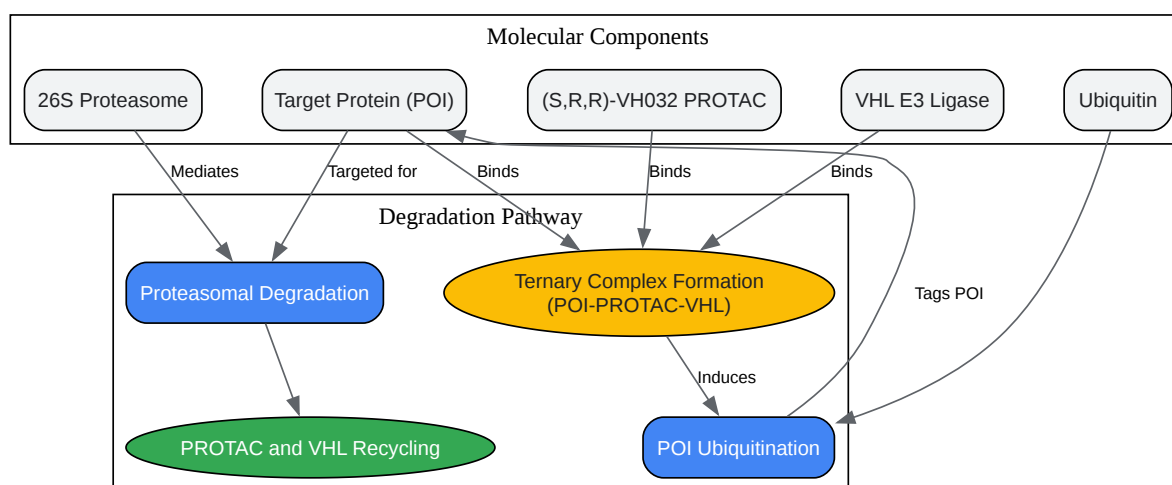 Molecular Components
26S Proteasome
Target Protein (POI)
(S,R,R)-VH032 PROTAC
VHL E3 Ligase
Ubiquitin
Mediates
Targeted for
Binds
Binds
Binds
Degradation Pathway
Proteasomal Degradation
Ternary Complex Formation
(POI-PROTAC-VHL)
Tags POI
Induces
PROTAC and VHL Recycling
POI Ubiquitination